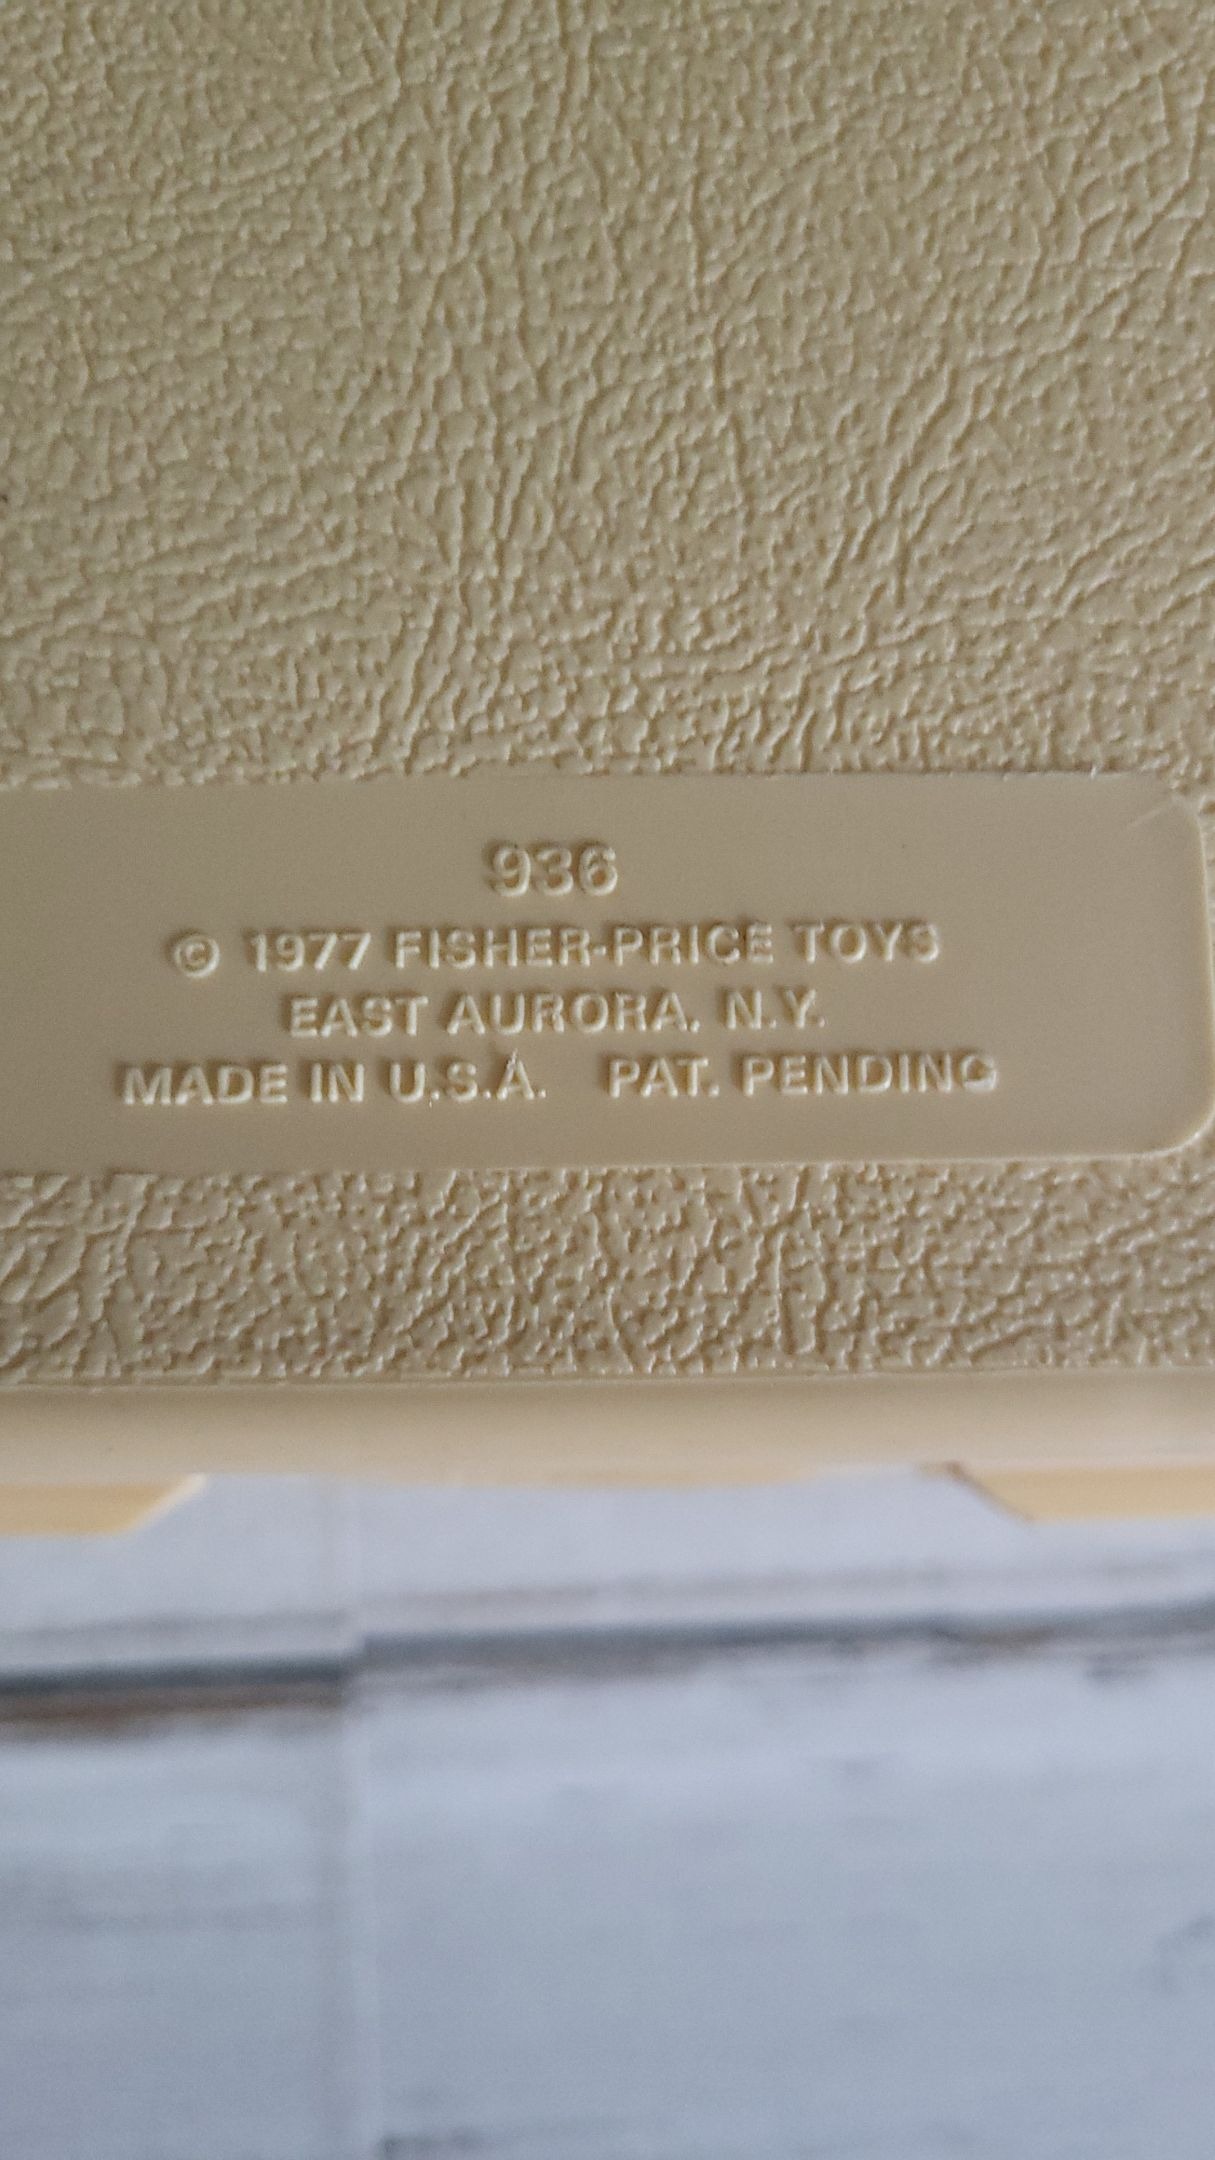 936
© 1977 FISHER-PRICE TOYS
EAST AURORA, N.Y.
MADE IN U.S.A. PAT. PENDING